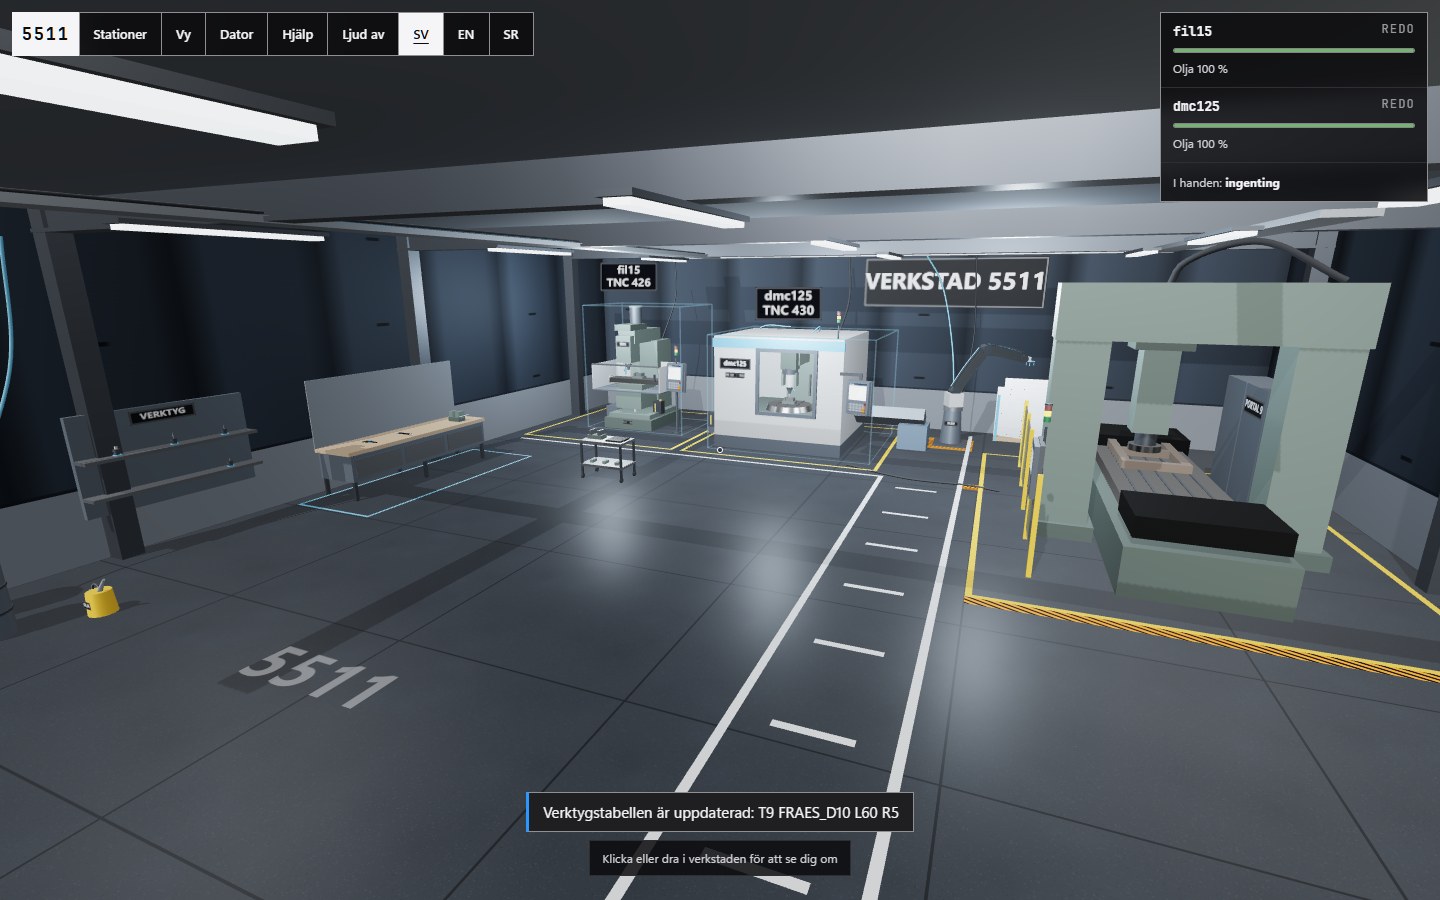 5511 Stationer Vy Dator Hjälp Ljud av SV EN SR
fil15 REDO
Olja 100 %
dmc125 REDO
Olja 100 %
I handen: ingenting
fil15
TNC 426
dmc125
TNC 430
VERKSTAD 5511
dmc125
VERKTYG
5511
Verktygstabellen är uppdaterad: T9 FRAES_D10 L60 R5
Klicka eller dra i verkstaden för att se dig om